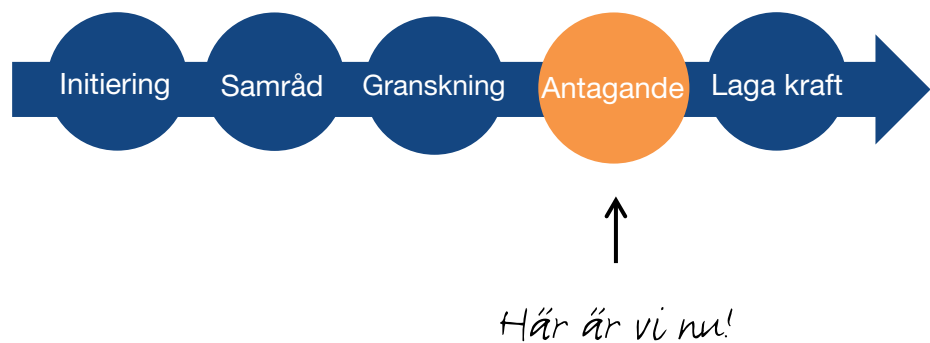 Initiering Samråd Granskning Antagande Laga kraft
Här är vi nu!